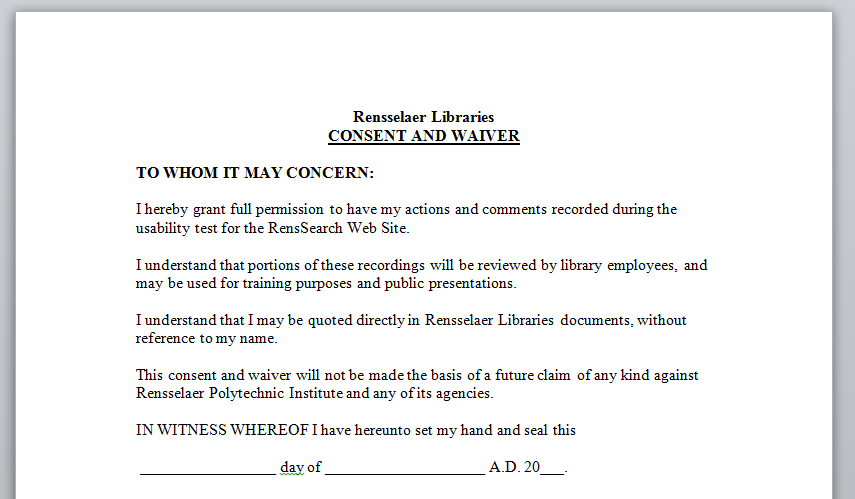 Rensselaer Libraries
CONSENT AND WAIVER
TO WHOM IT MAY CONCERN:
I hereby grant full permission to have my actions and comments recorded during the
usability test for the RensSearch Web Site.
I understand that portions of these recordings will be reviewed by library employees, and
may be used for training purposes and public presentations.
I understand that I may be quoted directly in Rensselaer Libraries documents, without
reference to my name.
This consent and waiver will not be made the basis of a future claim of any kind against
Rensselaer Polytechnic Institute and any of its agencies.
IN WITNESS WHEREOF I have hereunto set my hand and seal this
_________________ day of ____________________ A.D. 20___.